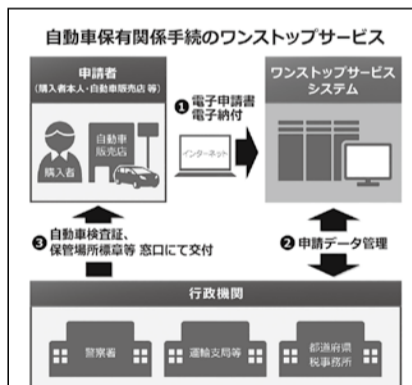 自動車保有関係手続のワンストップサービス
申請者
(購入者本人・自動車販売店 等)
購入者
自動車
販売店
❶電子申請書
電子納付
インターネット
ワンストップサービス
システム
❸自動車検査証、
保管場所標章等 窓口にて交付
❷申請データ管理
行政機関
警察署
運輸支局等
都道府県
税事務所